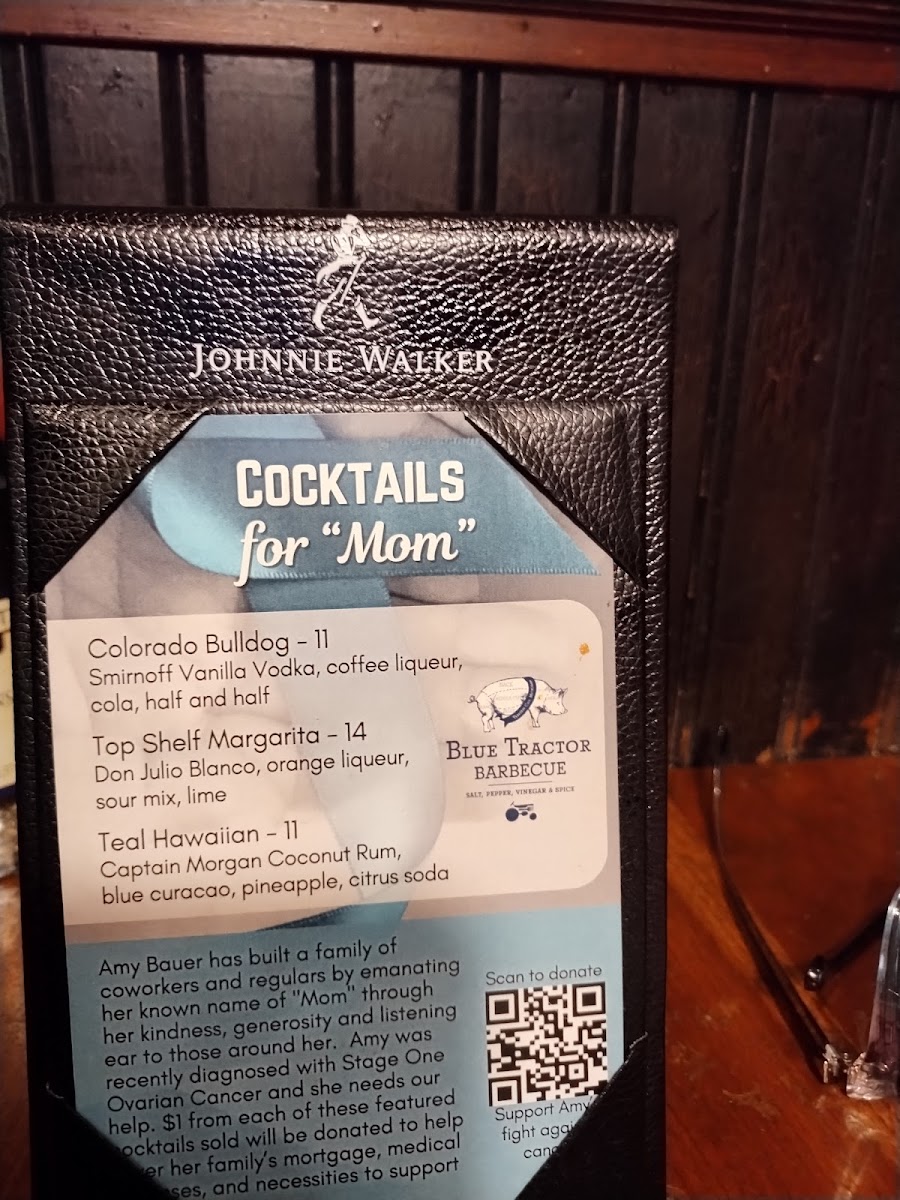 JOHNNIE WALKER
COCKTAILS
for "Mom"
Colorado Bulldog - 11
Smirnoff Vanilla Vodka, coffee liqueur,
cola, half and half
Top Shelf Margarita - 14
Don Julio Blanco, orange liqueur,
sour mix, lime
Teal Hawaiian - 11
Captain Morgan Coconut Rum,
blue curacao, pineapple, citrus soda
BLUE TRACTOR
BARBECUE
SALT, PEPPER, VINEGAR & SPICE
Amy Bauer has built a family of
coworkers and regulars by emanating
her known name of "Mom" through
her kindness, generosity and listening
ear to those around her. Amy was
recently diagnosed with Stage One
Ovarian Cancer and she needs our
help. $1 from each of these featured
ocktails sold will be donated to help
er her family's mortgage, medical
ses, and necessities to support
Scan to donate
Support Amy'
fight agai
canc